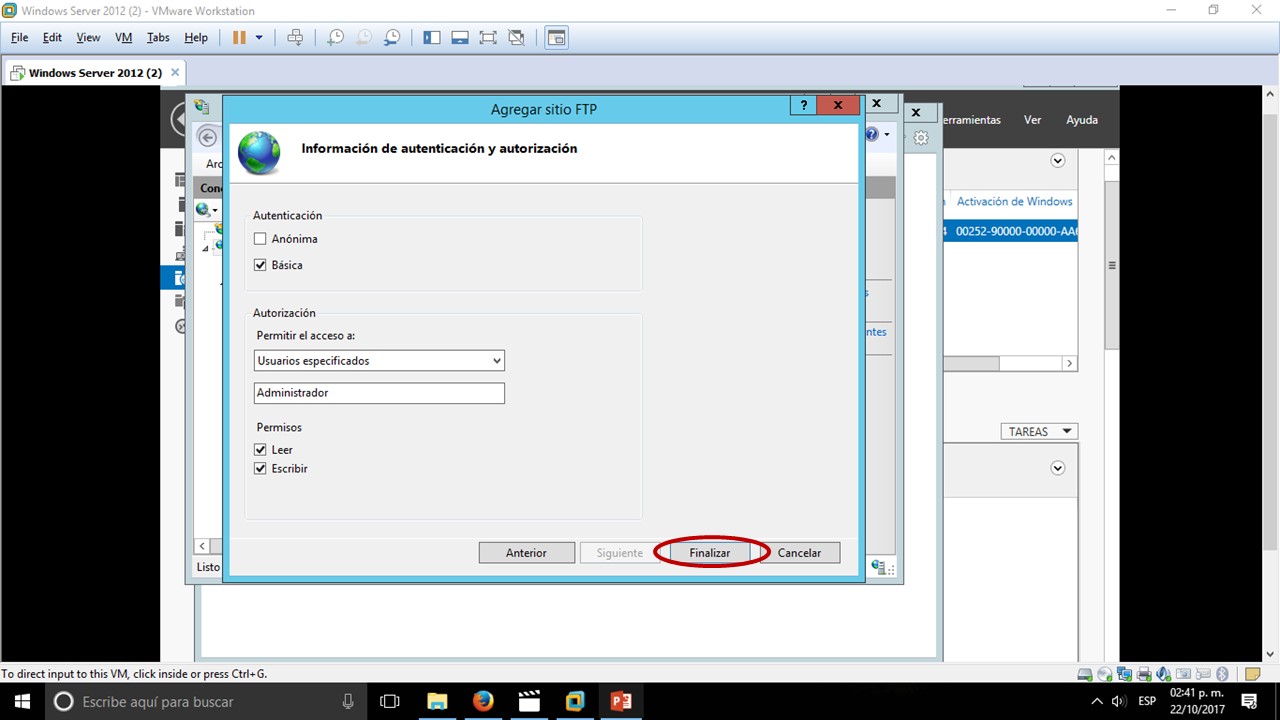 Windows Server 2012 (2) - VMware Workstation
File Edit View VM Tabs Help
Windows Server 2012 (2)
Agregar sitio FTP
?
Ver Ayuda
Información de autenticación y autorización
Activación de Windows
00252-90000-00000-AA
Autenticación
Anónima
Básica
Autorización
Permitir el acceso a:
Usuarios especificados
Administrador
Permisos
Leer
Escribir
TAREAS
Anterior Siguiente Finalizar Cancelar
Listo
To direct input to this VM, click inside or press Ctrl+G.
Escribe aquí para buscar
ESP
02:41 p. m.
22/10/2017